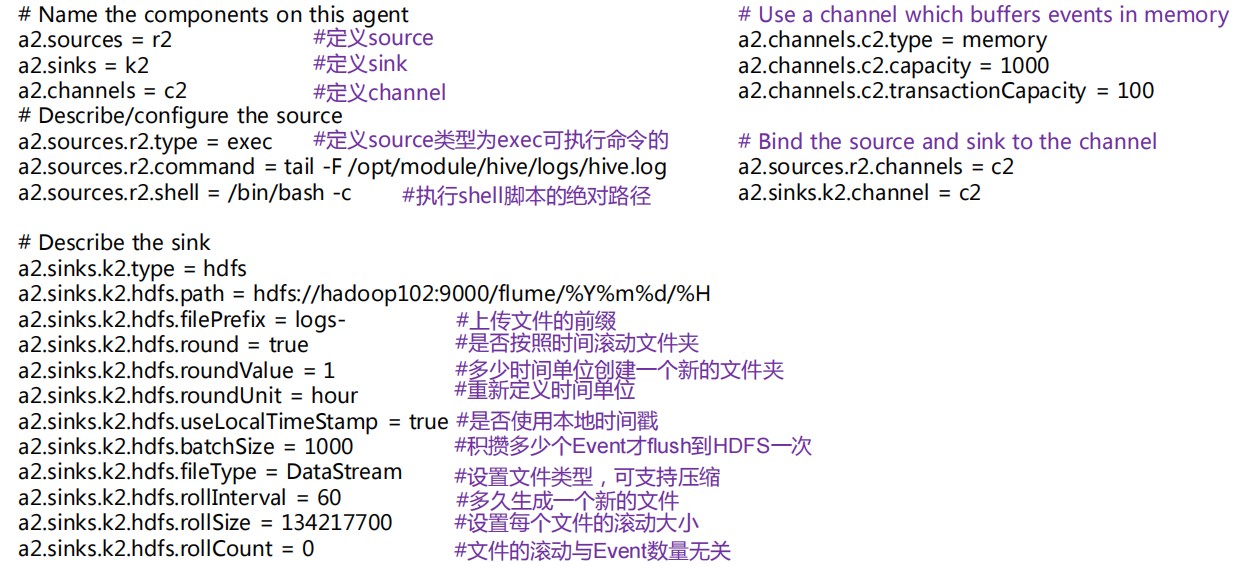 # Name the components on this agent
a2.sources = r2 #定义source
a2.sinks = k2 #定义sink
a2.channels = c2 #定义channel
# Describe/configure the source
a2.sources.r2.type = exec #定义source类型为exec可执行命令的
a2.sources.r2.command = tail -F /opt/module/hive/logs/hive.log
a2.sources.r2.shell = /bin/bash -c #执行shell脚本的绝对路径
# Describe the sink
a2.sinks.k2.type = hdfs
a2.sinks.k2.hdfs.path = hdfs://hadoop102:9000/flume/%Y%m%d/%H
a2.sinks.k2.hdfs.filePrefix = logs- #上传文件的前缀
a2.sinks.k2.hdfs.round = true #是否按照时间滚动文件夹
a2.sinks.k2.hdfs.roundValue = 1 #多少时间单位创建一个新的文件夹
a2.sinks.k2.hdfs.roundUnit = hour #重新定义时间单位
a2.sinks.k2.hdfs.useLocalTimeStamp = true #是否使用本地时间戳
a2.sinks.k2.hdfs.batchSize = 1000 #积攒多少个Event才flush到HDFS一次
a2.sinks.k2.hdfs.fileType = DataStream #设置文件类型，可支持压缩
a2.sinks.k2.hdfs.rollInterval = 60 #多久生成一个新的文件
a2.sinks.k2.hdfs.rollSize = 134217700 #设置每个文件的滚动大小
a2.sinks.k2.hdfs.rollCount = 0 #文件的滚动与Event数量无关
# Use a channel which buffers events in memory
a2.channels.c2.type = memory
a2.channels.c2.capacity = 1000
a2.channels.c2.transactionCapacity = 100
# Bind the source and sink to the channel
a2.sources.r2.channels = c2
a2.sinks.k2.channel = c2